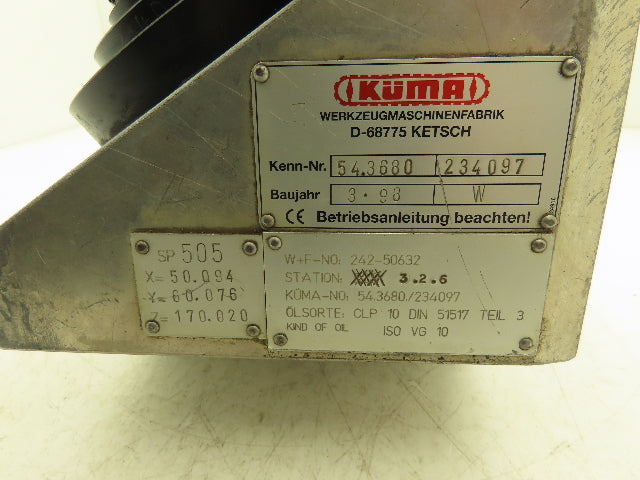 KÜMA
WERKZEUGMASCHINENFABRIK
D-68775 KETSCH
Kenn-Nr. 54.3680 234097
Baujahr 3·98 W
CE Betriebsanleitung beachten!
SP 505
X= 50.094
Y= 60.076
Z= 170.020
W+F-NO: 242-50632
STATION: 3.2.6
KÜMA-NO: 54.3680/234097
ÖLSORTE: CLP 10 DIN 51517 TEIL 3
KIND OF OIL ISO VG 10